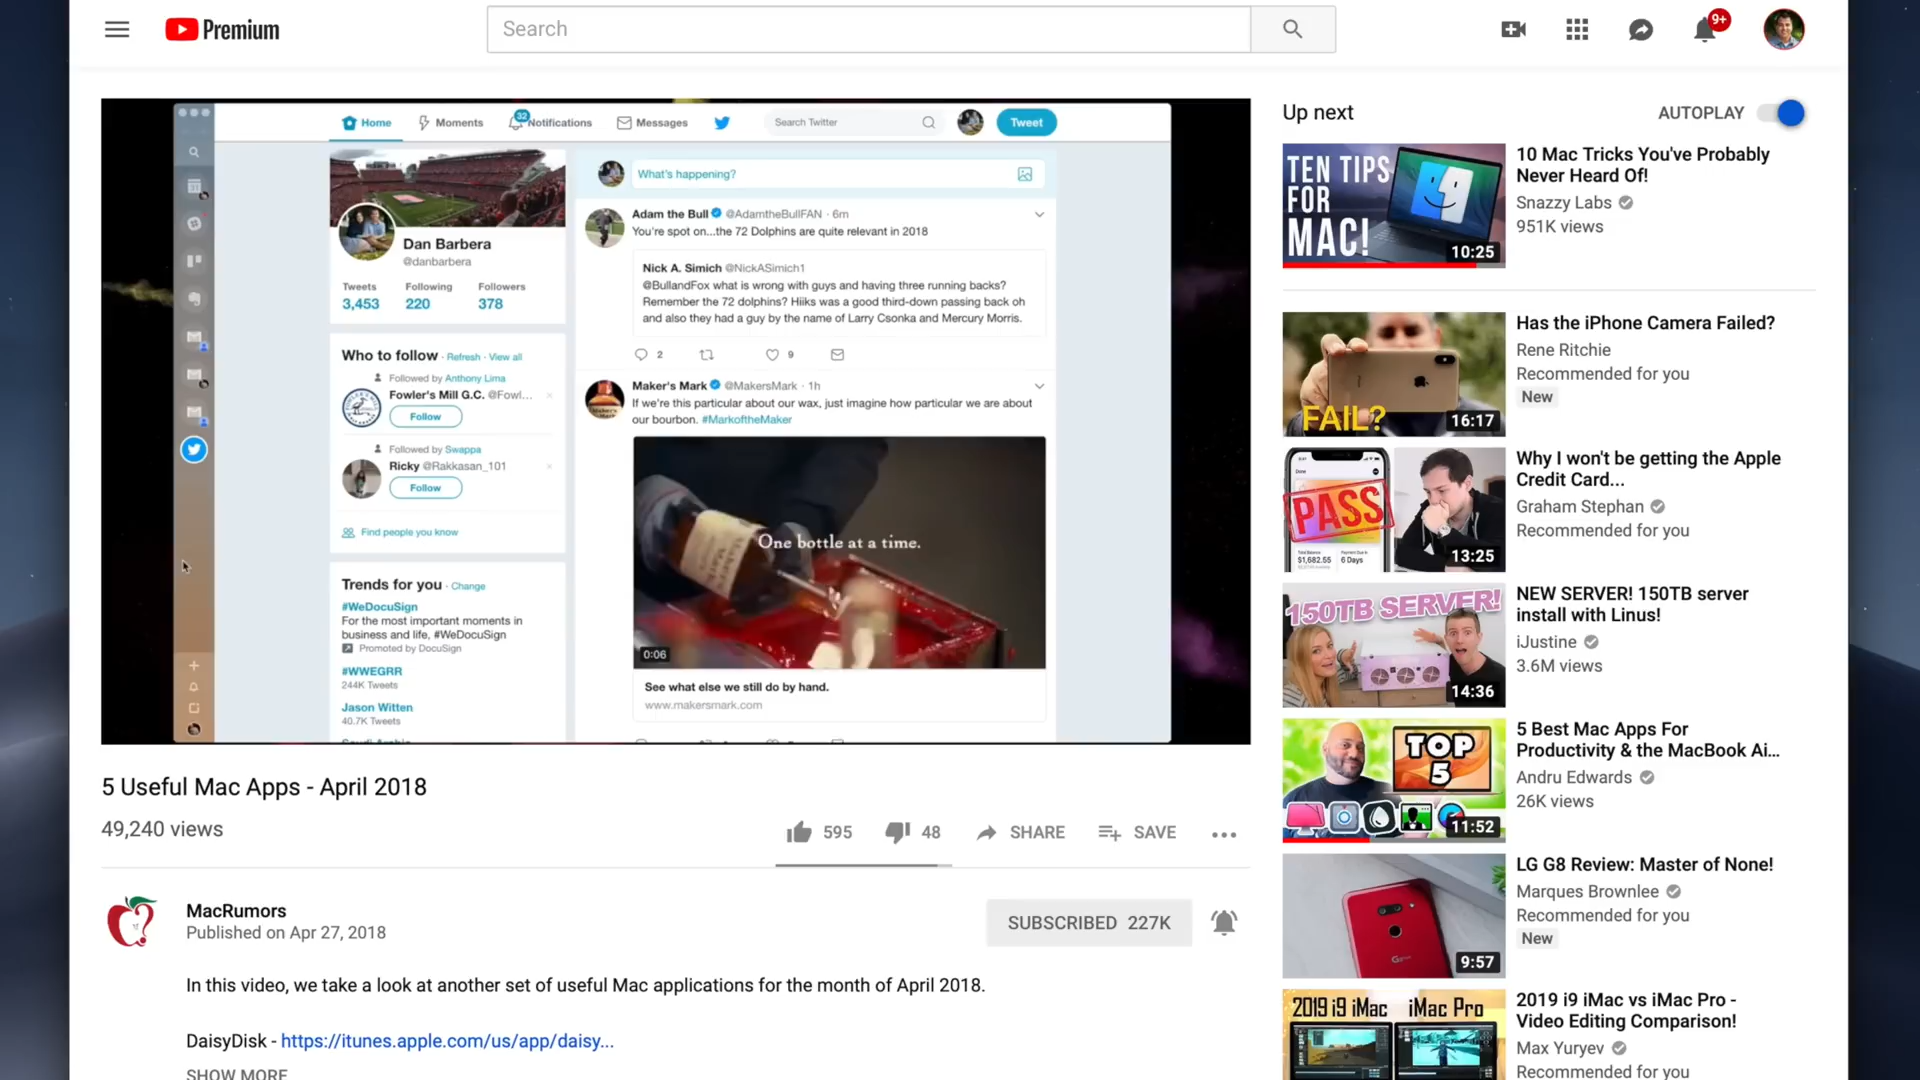 Premium
Search
9+
Home
Moments
32
Notifications
Messages
Search Twitter
Tweet
Dan Barbera
@danbarbera
Tweets Following Followers
3,453 220 378
Who to follow · Refresh · View all
Followed by Anthony Lima
Fowler's Mill G.C. @Fowl...
Follow
Followed by Swappa
Ricky @Rakkasan_101
Follow
Find people you know
Trends for you · Change
#WeDocuSign
For the most important moments in
business and life, #WeDocuSign
Promoted by DocuSign
#WWEGRR
244K Tweets
Jason Witten
40.7K Tweets
What's happening?
Adam the Bull @AdamtheBullFAN · 6m
You're spot on...the 72 Dolphins are quite relevant in 2018
Nick A. Simich @NickASimich1
@BullandFox what is wrong with guys and having three running backs?
Remember the 72 dolphins? Hiiks was a good third-down passing back oh
and also they had a guy by the name of Larry Csonka and Mercury Morris.
2
9
Maker's Mark @MakersMark · 1h
If we're this particular about our wax, just imagine how particular we are about
our bourbon. #MarkoftheMaker
One bottle at a time.
0:06
See what else we still do by hand.
www.makersmark.com
5 Useful Mac Apps - April 2018
49,240 views
595
48
SHARE
SAVE
MacRumors
Published on Apr 27, 2018
SUBSCRIBED 227K
In this video, we take a look at another set of useful Mac applications for the month of April 2018.
DaisyDisk - https://itunes.apple.com/us/app/daisy...
SHOW MORE
Up next
AUTOPLAY
TEN TIPS
FOR
MAC!
10:25
10 Mac Tricks You've Probably
Never Heard Of!
Snazzy Labs
951K views
FAIL?
16:17
Has the iPhone Camera Failed?
Rene Ritchie
Recommended for you
New
PASS
$1,682.55
6 Days
13:25
Why I won't be getting the Apple
Credit Card...
Graham Stephan
Recommended for you
150TB SERVER!
14:36
NEW SERVER! 150TB server
install with Linus!
iJustine
3.6M views
TOP
5
11:52
5 Best Mac Apps For
Productivity & the MacBook Ai...
Andru Edwards
26K views
9:57
LG G8 Review: Master of None!
Marques Brownlee
Recommended for you
New
2019 i9 iMac iMac Pro
2019 i9 iMac vs iMac Pro -
Video Editing Comparison!
Max Yuryev
Recommended for you